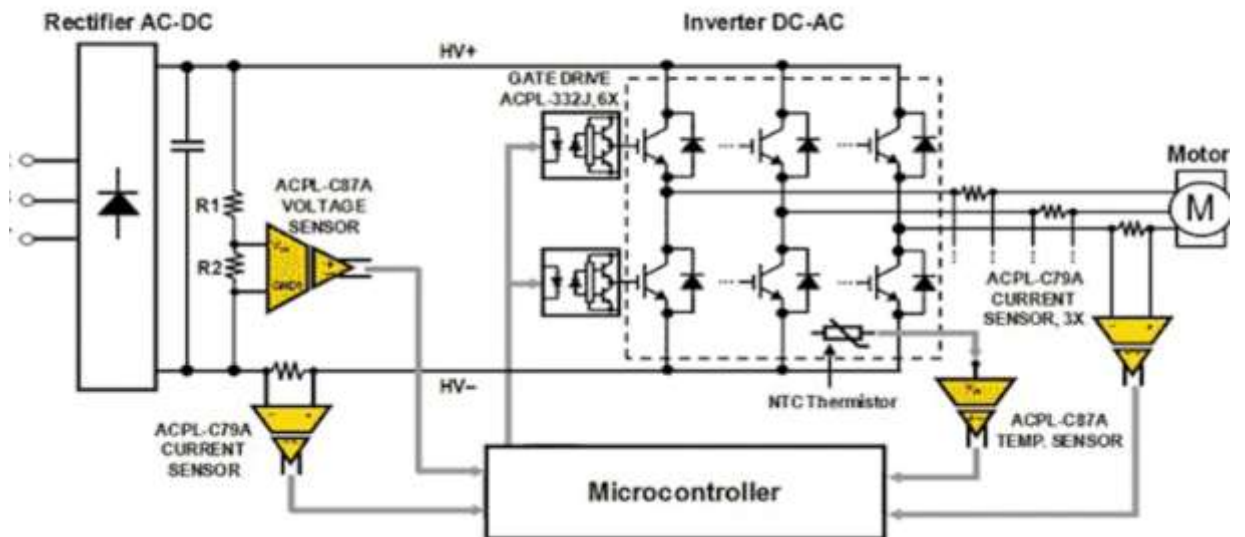 Rectifier AC-DC
Inverter DC-AC
HV+
GATE DRIVE
ACPL-332J, 6X
Motor
ACPL-C87A
VOLTAGE
SENSOR
R1
R2
M
ACPL-C79A
CURRENT
SENSOR, 3X
HV–
NTC Thermistor
ACPL-C79A
CURRENT
SENSOR
ACPL-C87A
TEMP. SENSOR
Microcontroller